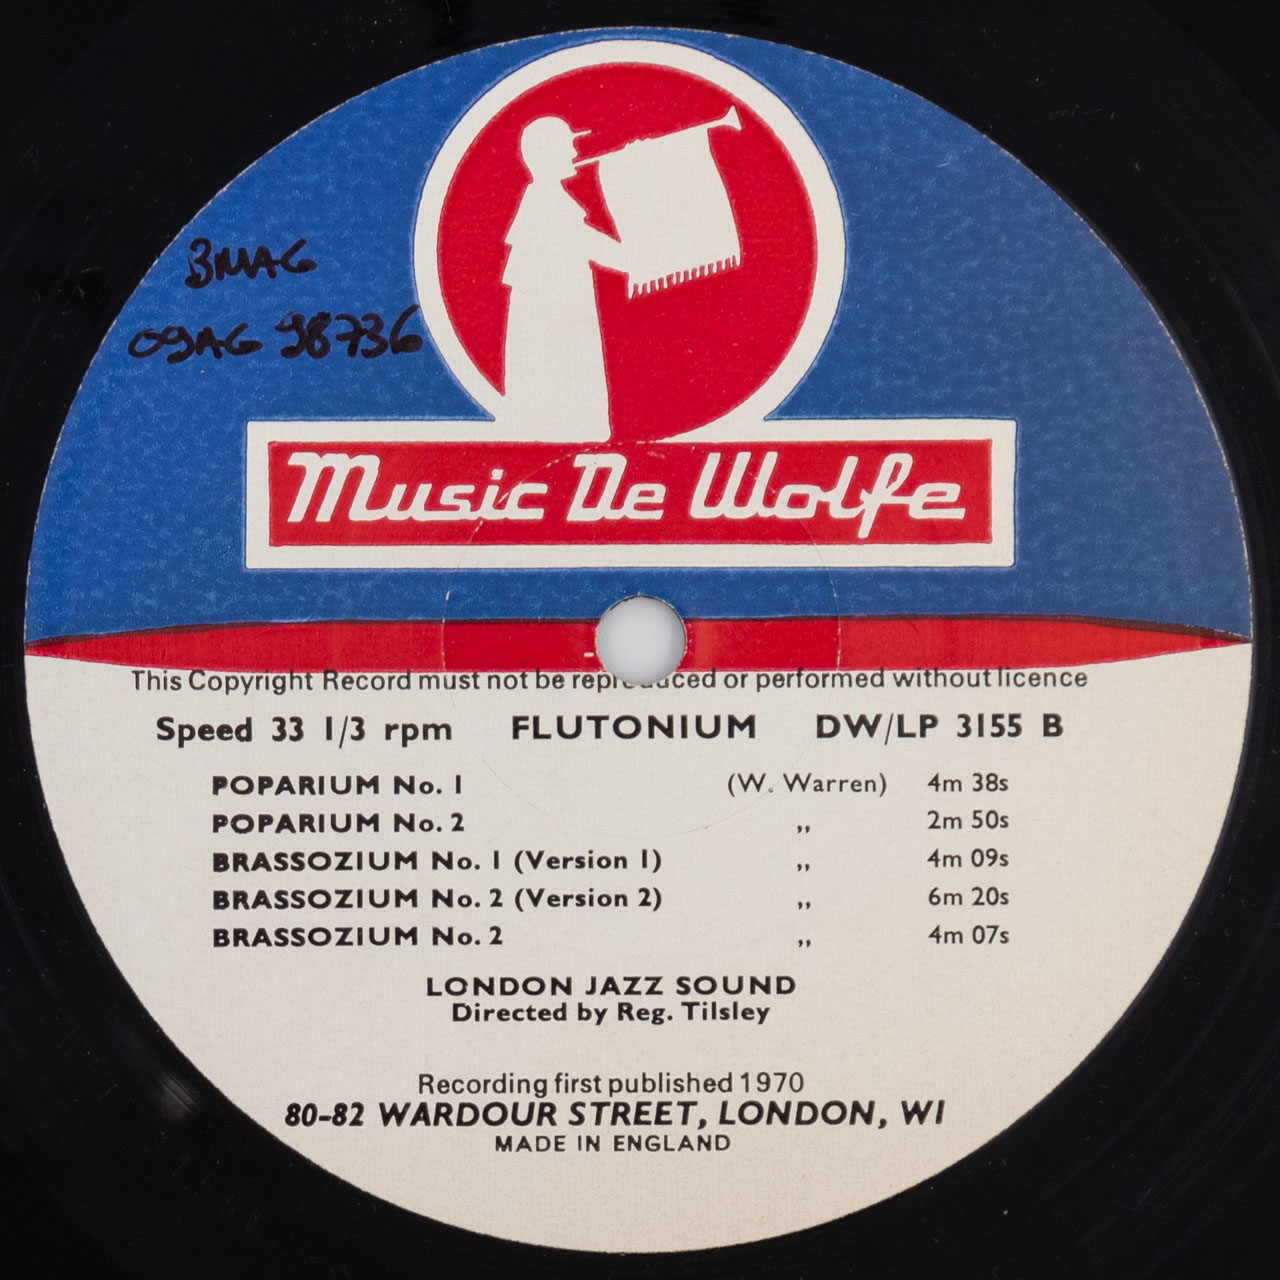 BMAG
09AG 98736
Music De Wolfe
This Copyright Record must not be reproduced or performed without licence
Speed 33 1/3 rpm FLUTONIUM DW/LP 3155 B
POPARIUM No. 1 (W. Warren) 4m 38s
POPARIUM No. 2 ,, 2m 50s
BRASSOZIUM No. 1 (Version 1) ,, 4m 09s
BRASSOZIUM No. 2 (Version 2) ,, 6m 20s
BRASSOZIUM No. 2 ,, 4m 07s
LONDON JAZZ SOUND
Directed by Reg. Tilsley
Recording first published 1970
80-82 WARDOUR STREET, LONDON, W1
MADE IN ENGLAND